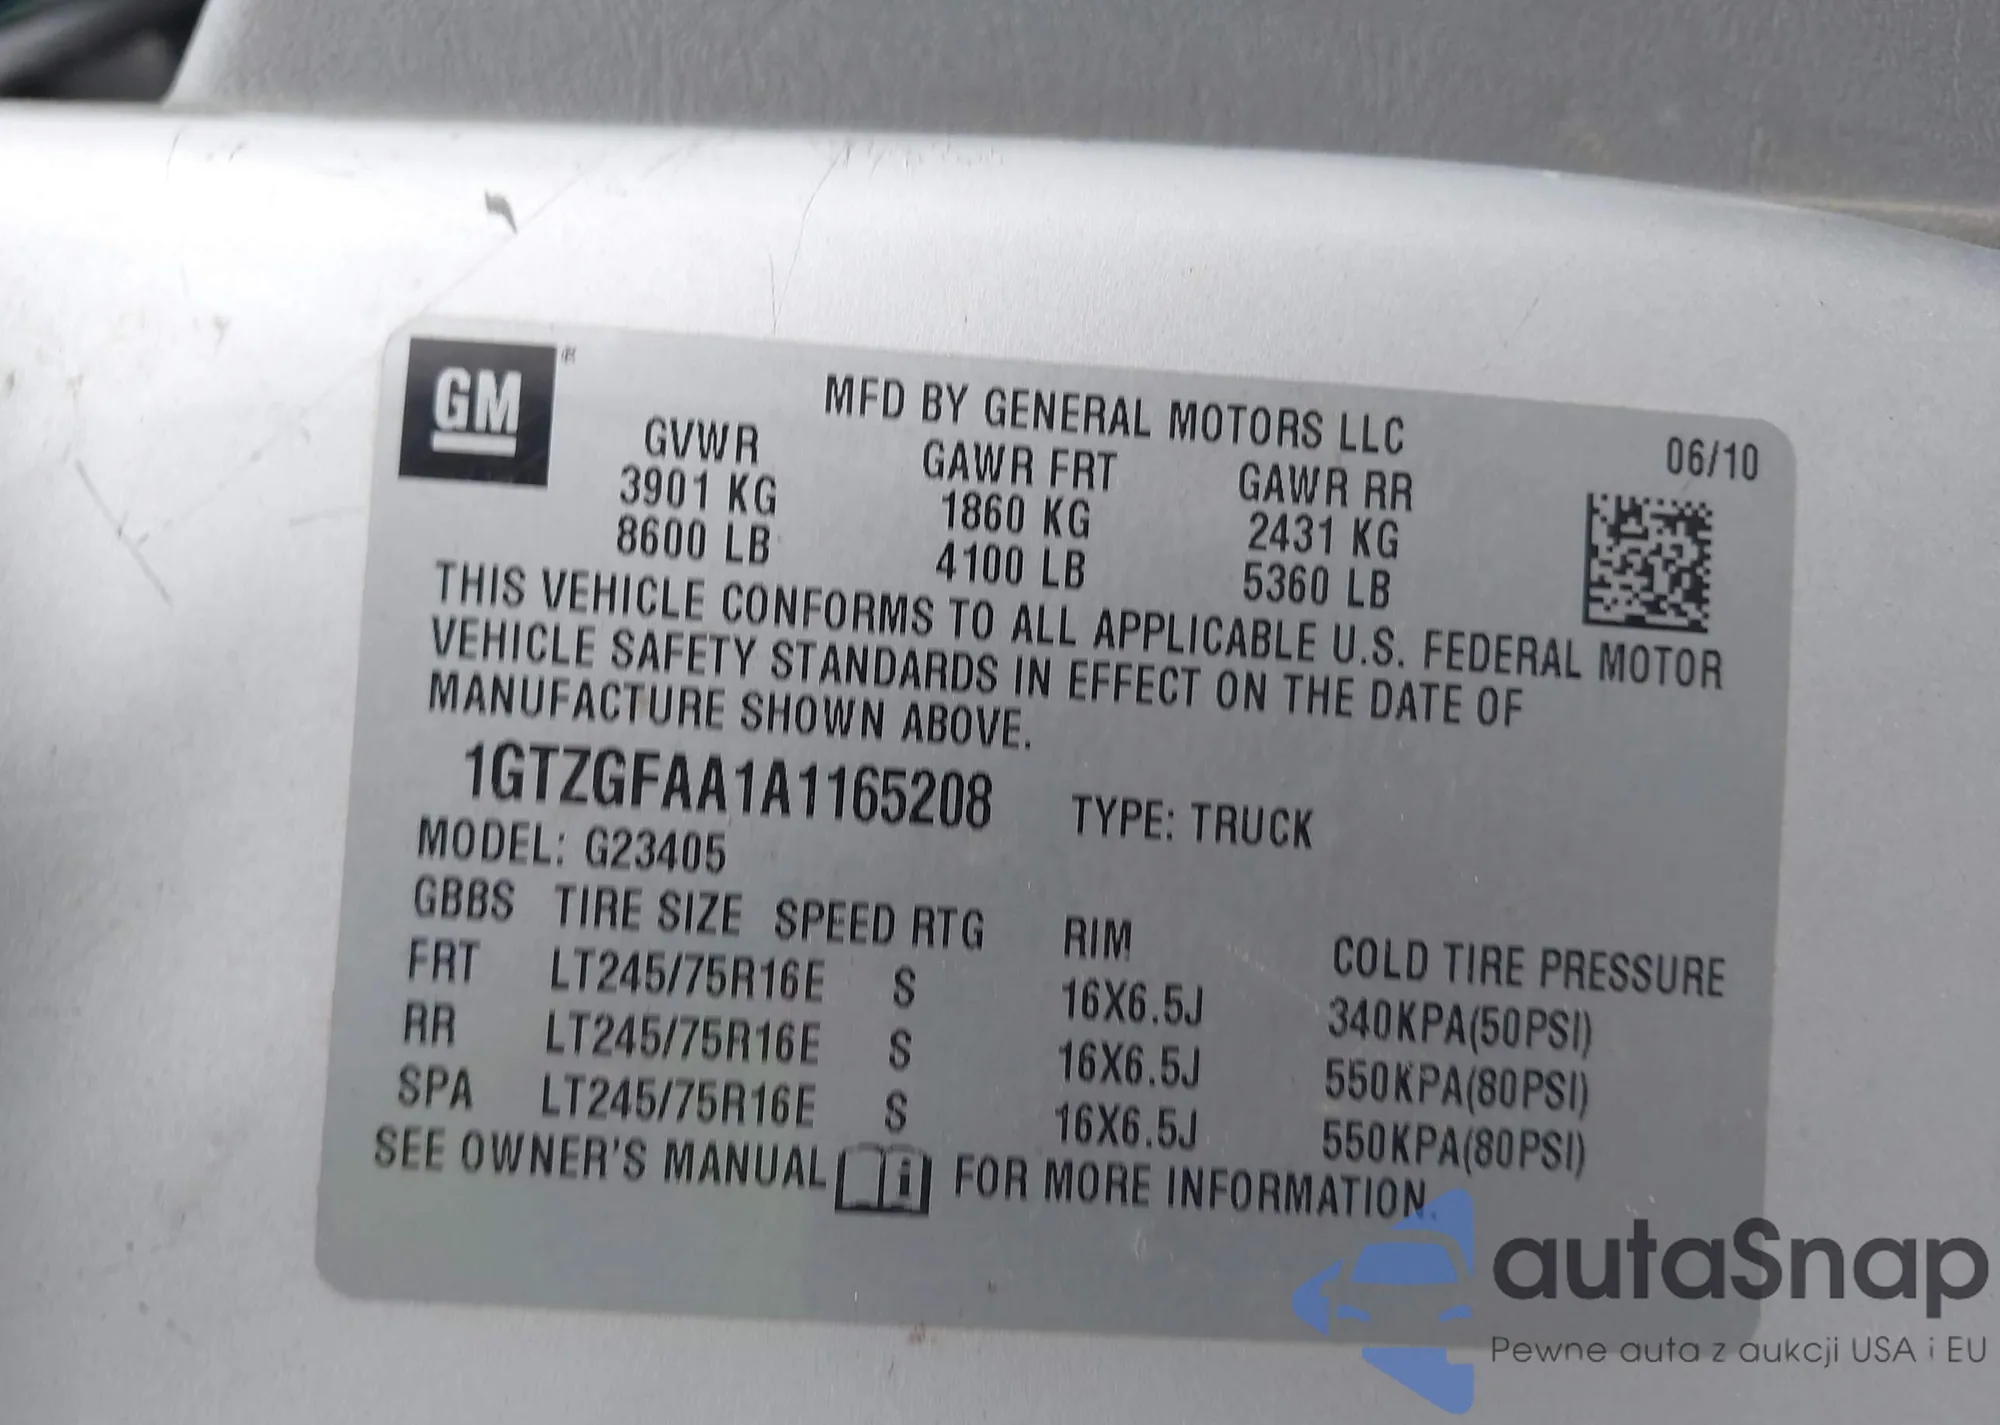 GM ®
MFD BY GENERAL MOTORS LLC
06/10
GVWR GAWR FRT GAWR RR
3901 KG 1860 KG 2431 KG
8600 LB 4100 LB 5360 LB
THIS VEHICLE CONFORMS TO ALL APPLICABLE U.S. FEDERAL MOTOR
VEHICLE SAFETY STANDARDS IN EFFECT ON THE DATE OF
MANUFACTURE SHOWN ABOVE.
1GTZGFAA1A1165208 TYPE: TRUCK
MODEL: G23405
GBBS TIRE SIZE SPEED RTG RIM COLD TIRE PRESSURE
FRT LT245/75R16E S 16X6.5J 340KPA(50PSI)
RR LT245/75R16E S 16X6.5J 550KPA(80PSI)
SPA LT245/75R16E S 16X6.5J 550KPA(80PSI)
SEE OWNER'S MANUAL i FOR MORE INFORMATION.
autaSnap
Pewne auta z aukcji USA i EU